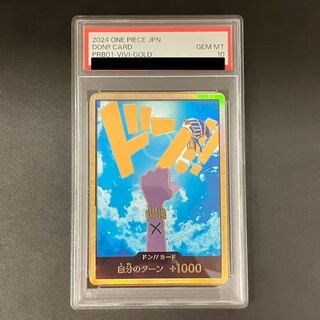 2024 ONE PIECE JPN.
DON!! CARD GEM MT
PRB01-VIVI-GOLD 10
ドン!!
ドン!!カード
自分のターン +1000